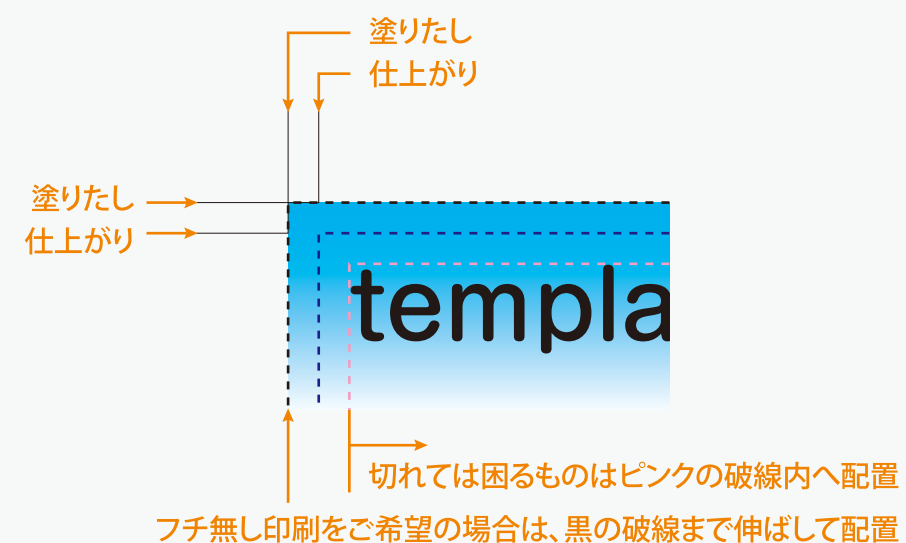 塗りたし
仕上がり
塗りたし
仕上がり
templa
切れては困るものはピンクの破線内へ配置
フチ無し印刷をご希望の場合は、黒の破線まで伸ばして配置